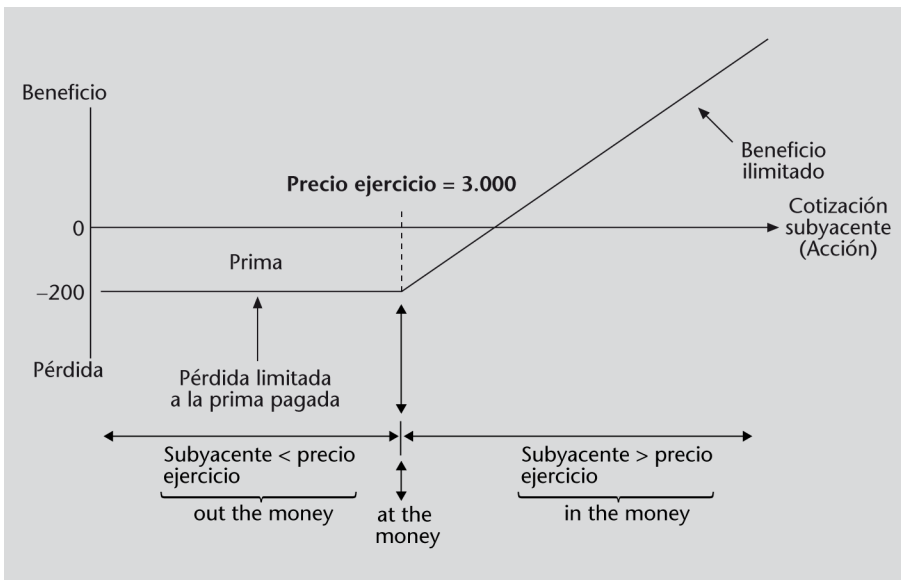 Beneficio
Beneficio
ilimitado
Precio ejercicio = 3.000
Cotización
subyacente
(Acción)
0
Prima
−200
Pérdida
Pérdida limitada
a la prima pagada
Subyacente < precio
ejercicio
Subyacente > precio
ejercicio
out the money
at the
money
in the money